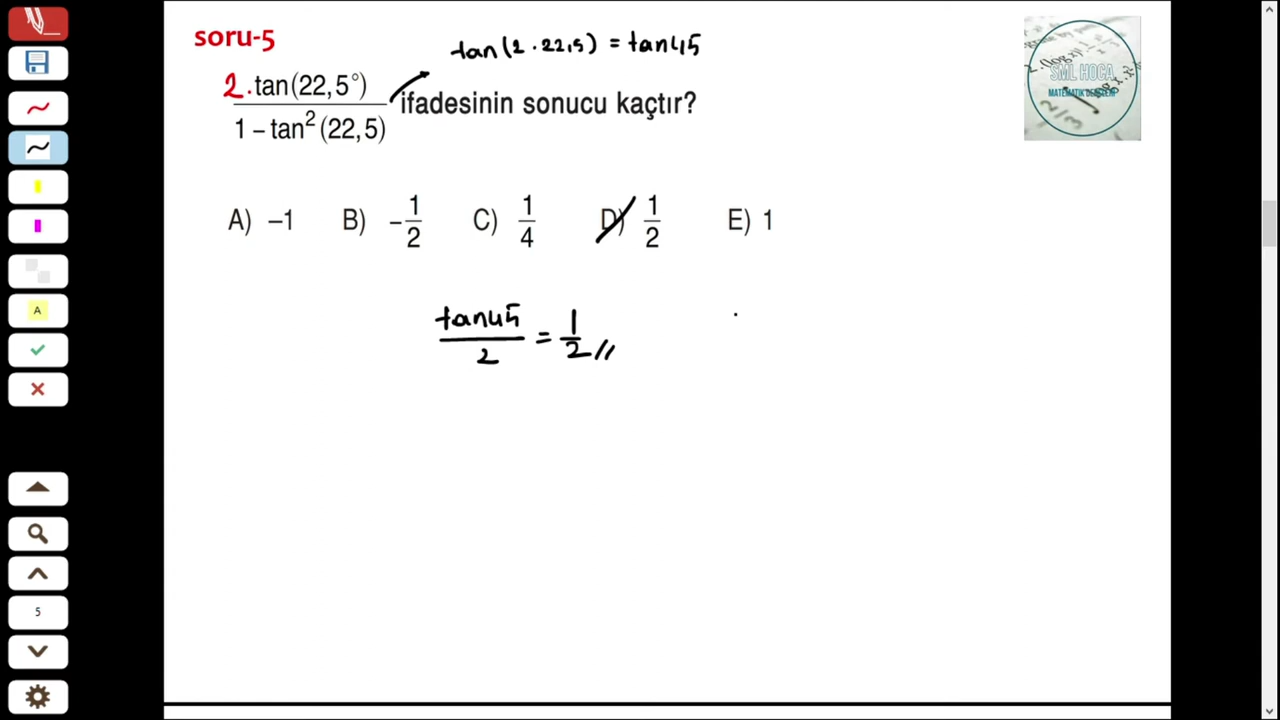 soru-5
tan(2·22,5) = tan45
2.tan(22,5°)
1 – tan²(22,5)
ifadesinin sonucu kaçtır?
SML HOCA
MATEMATİK DERSLERİ
A) –1 B) –1/2 C) 1/4 D) 1/2 E) 1
tan45/2 = 1/2 //
A
5